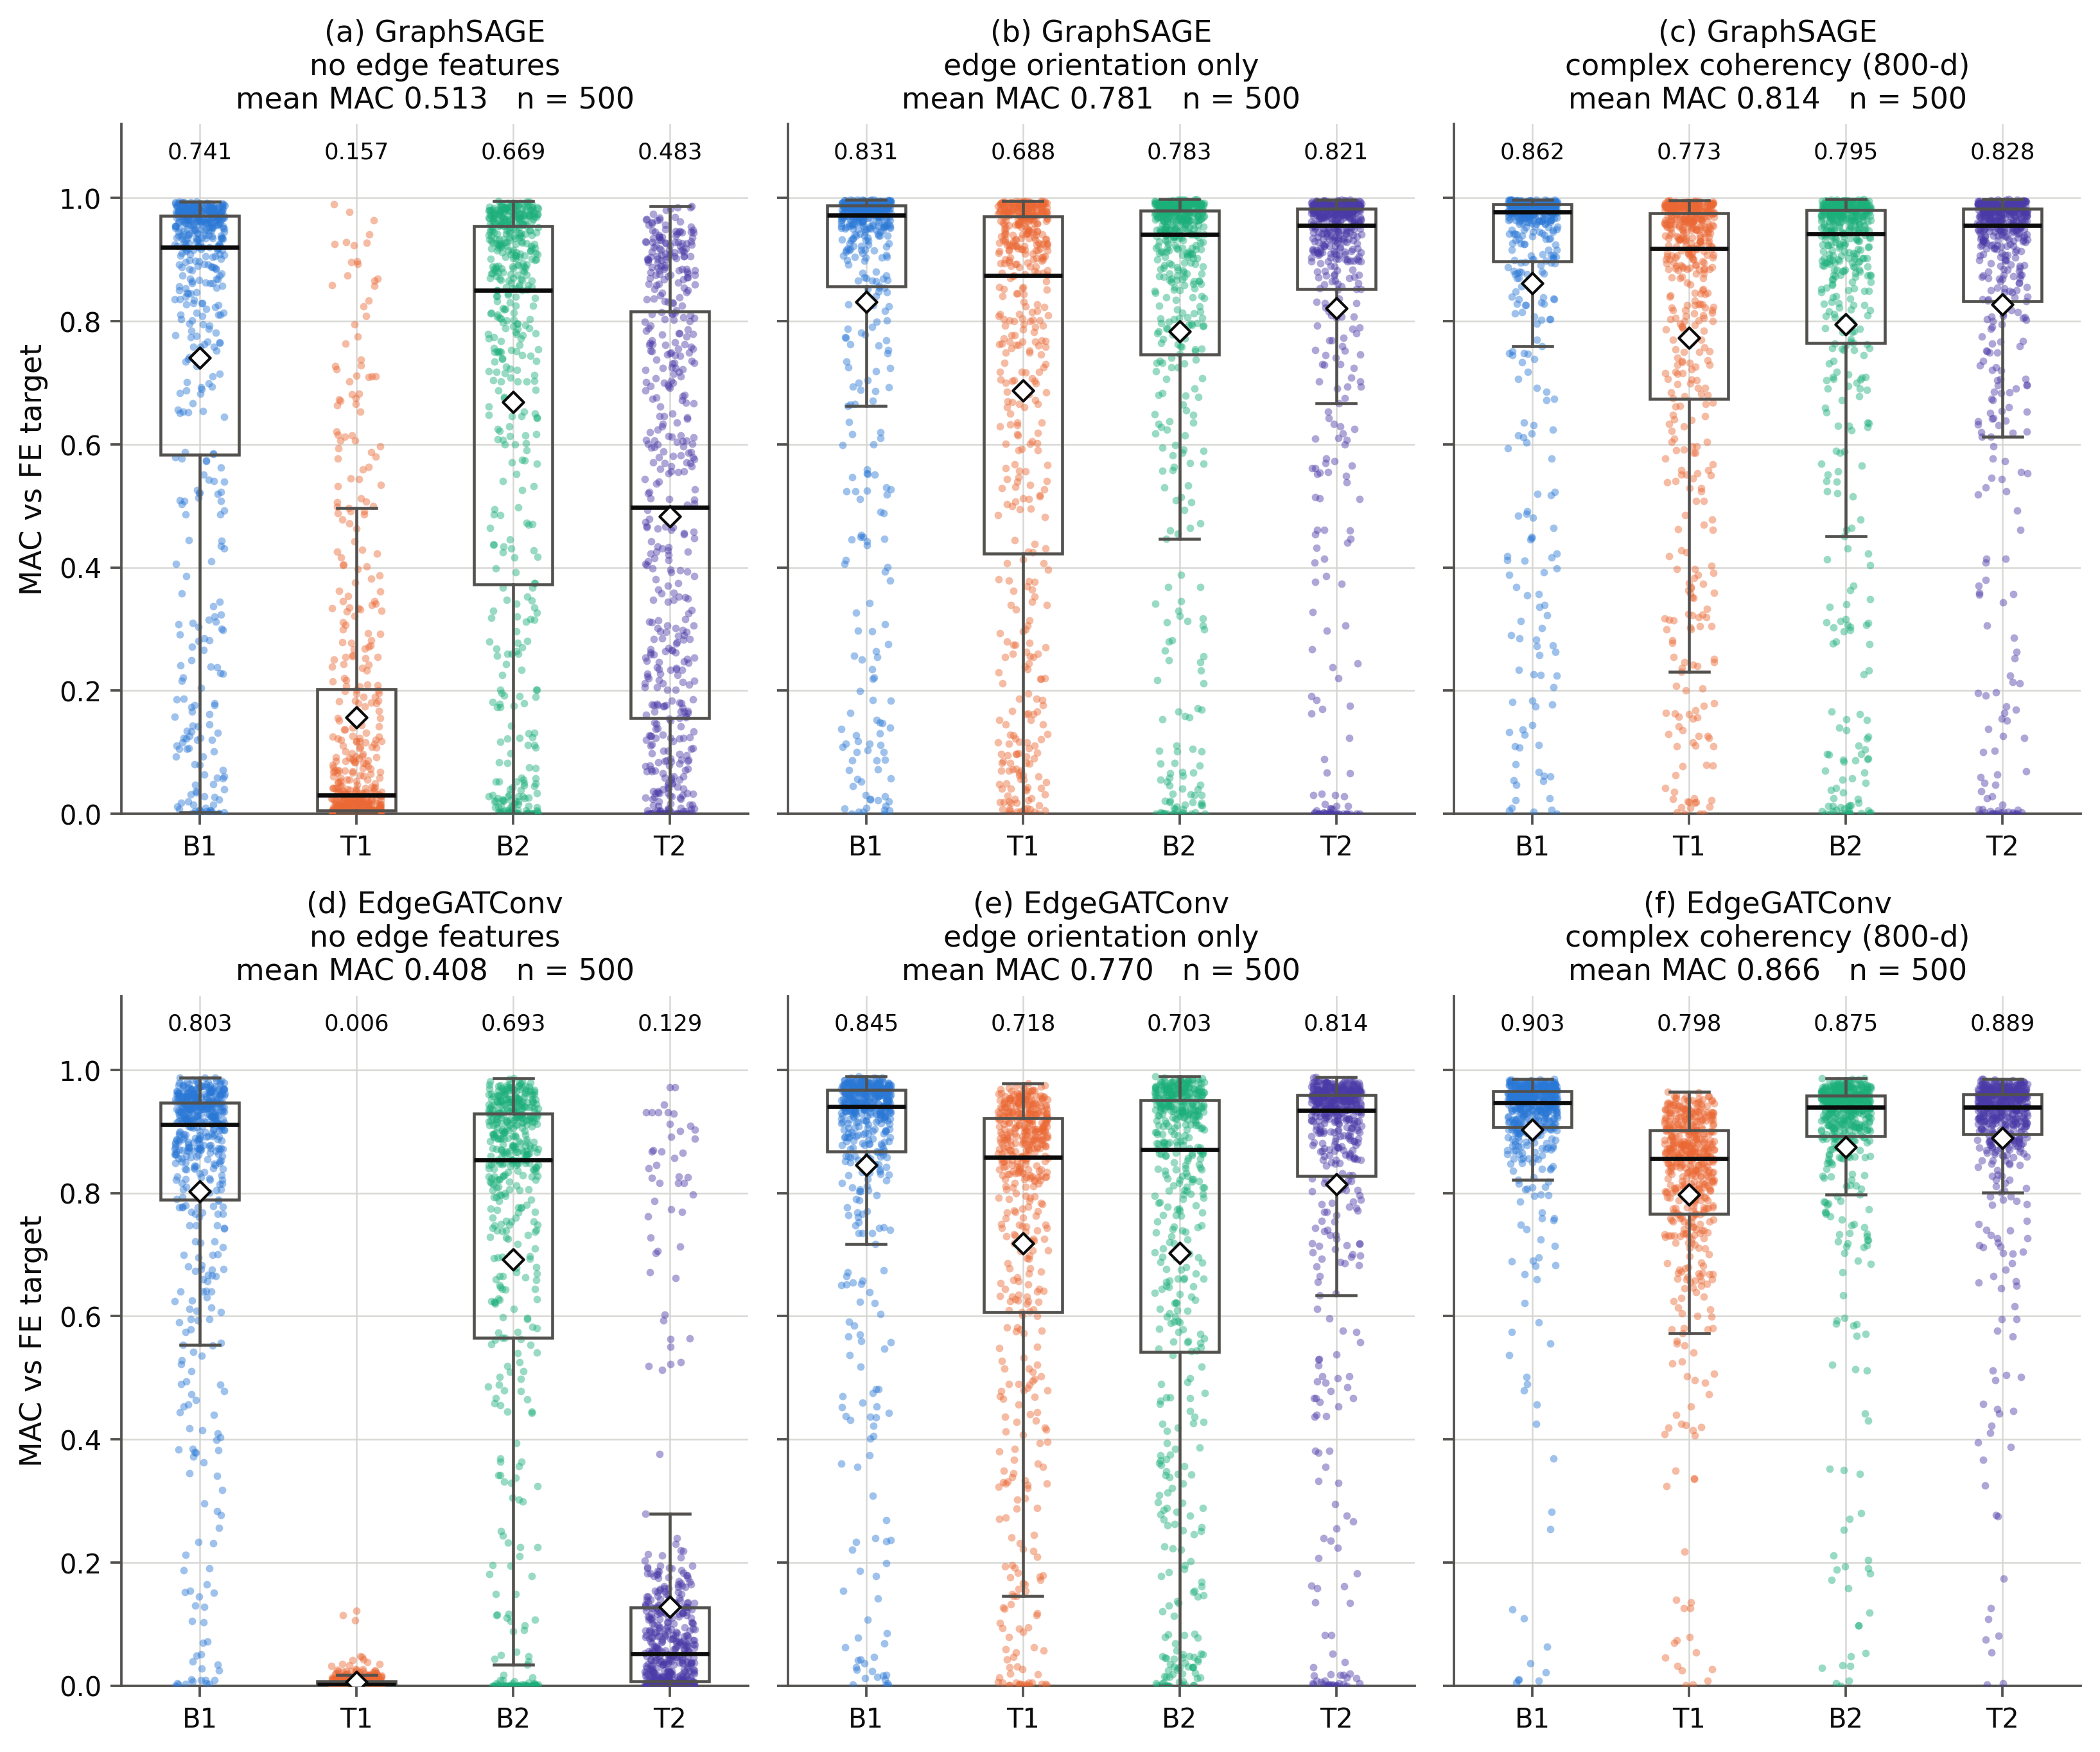 (a) GraphSAGE
no edge features
mean MAC 0.513 n = 500
0.741 0.157 0.669 0.483
MAC vs FE target
1.0
0.8
0.6
0.4
0.2
0.0
B1 T1 B2 T2
(b) GraphSAGE
edge orientation only
mean MAC 0.781 n = 500
0.831 0.688 0.783 0.821
B1 T1 B2 T2
(c) GraphSAGE
complex coherency (800-d)
mean MAC 0.814 n = 500
0.862 0.773 0.795 0.828
B1 T1 B2 T2
(d) EdgeGATConv
no edge features
mean MAC 0.408 n = 500
0.803 0.006 0.693 0.129
MAC vs FE target
1.0
0.8
0.6
0.4
0.2
0.0
B1 T1 B2 T2
(e) EdgeGATConv
edge orientation only
mean MAC 0.770 n = 500
0.845 0.718 0.703 0.814
B1 T1 B2 T2
(f) EdgeGATConv
complex coherency (800-d)
mean MAC 0.866 n = 500
0.903 0.798 0.875 0.889
B1 T1 B2 T2